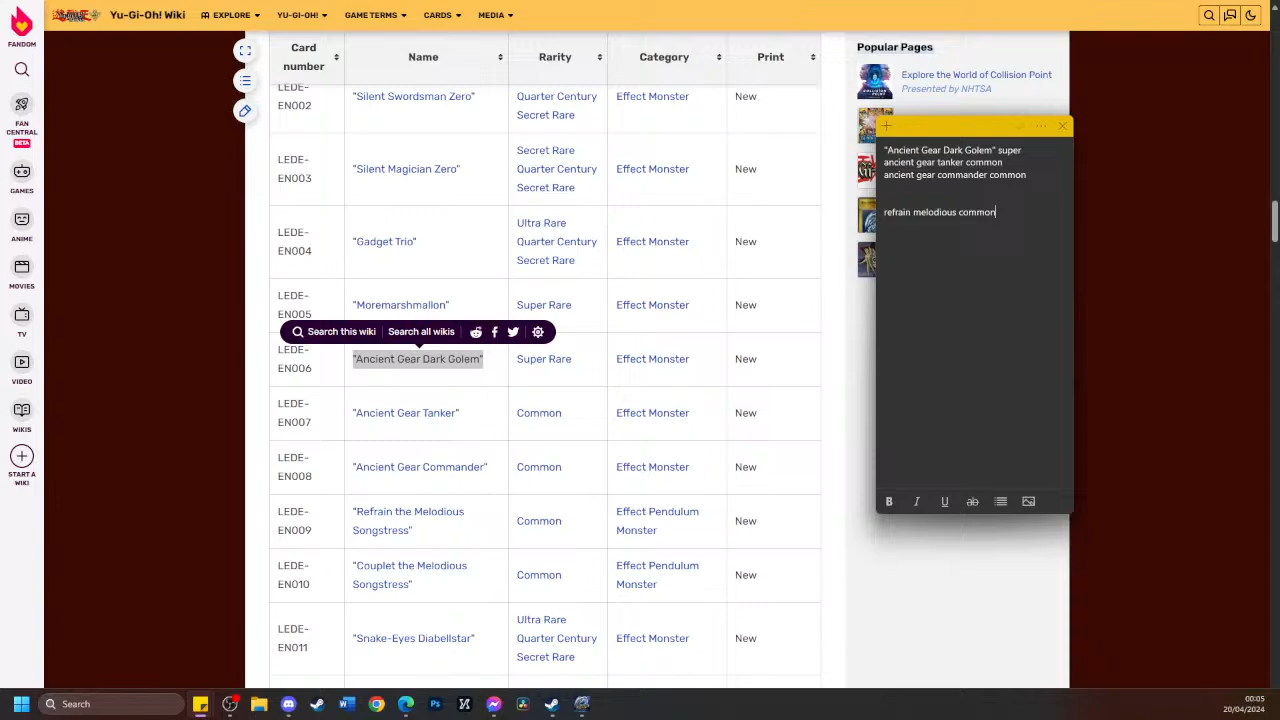 Yu-Gi-Oh! Wiki
EXPLORE
YU-GI-OH!
GAME TERMS
CARDS
MEDIA
FANDOM
FAN CENTRAL
BETA
GAMES
ANIME
MOVIES
TV
VIDEO
WIKIS
START A WIKI
Card number Name Rarity Category Print
LEDE-EN002 "Silent Swordsman Zero" Quarter Century Secret Rare Effect Monster New
LEDE-EN003 "Silent Magician Zero" Secret Rare Quarter Century Secret Rare Effect Monster New
LEDE-EN004 "Gadget Trio" Ultra Rare Quarter Century Secret Rare Effect Monster New
LEDE-EN005 "Moremarshmallon" Super Rare Effect Monster New
Search this wiki Search all wikis
LEDE-EN006 "Ancient Gear Dark Golem" Super Rare Effect Monster New
LEDE-EN007 "Ancient Gear Tanker" Common Effect Monster New
LEDE-EN008 "Ancient Gear Commander" Common Effect Monster New
LEDE-EN009 "Refrain the Melodious Songstress" Common Effect Pendulum Monster New
LEDE-EN010 "Couplet the Melodious Songstress" Common Effect Pendulum Monster New
LEDE-EN011 "Snake-Eyes Diabellstar" Ultra Rare Quarter Century Secret Rare Effect Monster New
Popular Pages
Explore the World of Collision Point
Presented by NHTSA
"Ancient Gear Dark Golem" super
ancient gear tanker common
ancient gear commander common
refrain melodious common
B I U ab
Search
00:05
20/04/2024